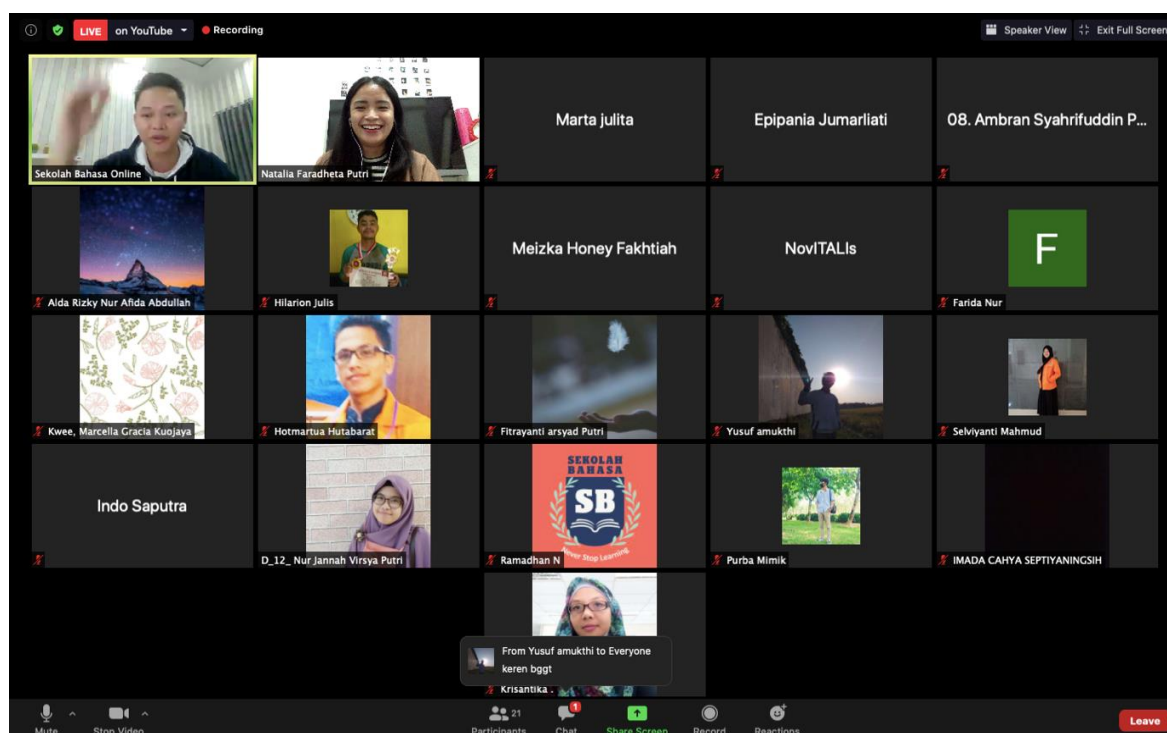 LIVE on YouTube Recording Speaker View Exit Full Screen
Sekolah Bahasa Online
Natalia Faradheta Putri
Marta julita
Epipania Jumarliati
08. Ambran Syahrifuddin P...
Alda Rizky Nur Afida Abdullah
Hilarion Julis
Meizka Honey Fakhtiah
NovITALIs
F
Farida Nur
Kwee, Marcella Gracia Kuojaya
Hotmartua Hutabarat
Fitrayanti arsyad Putri
Yusuf amukthi
Selviyanti Mahmud
Indo Saputra
D_12_ Nur Jannah Virsya Putri
SEKOLAH
BAHASA
SB
Never Stop Learning
Ramadhan N
Purba Mimik
IMADA CAHYA SEPTIYANINGSIH
From Yusuf amukthi to Everyone
keren bggt
Krisantika .
21 1
Mute Stop Video Participants Chat Share Screen Record Reactions Leave